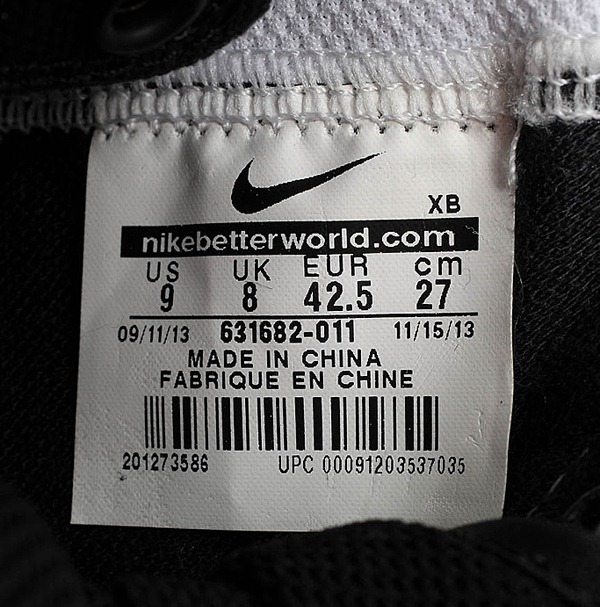 XB
nikebetterworld.com
US UK EUR cm
9 8 42.5 27
09/11/13 631682-011 11/15/13
MADE IN CHINA
FABRIQUE EN CHINE
201273586 UPC 00091203537035